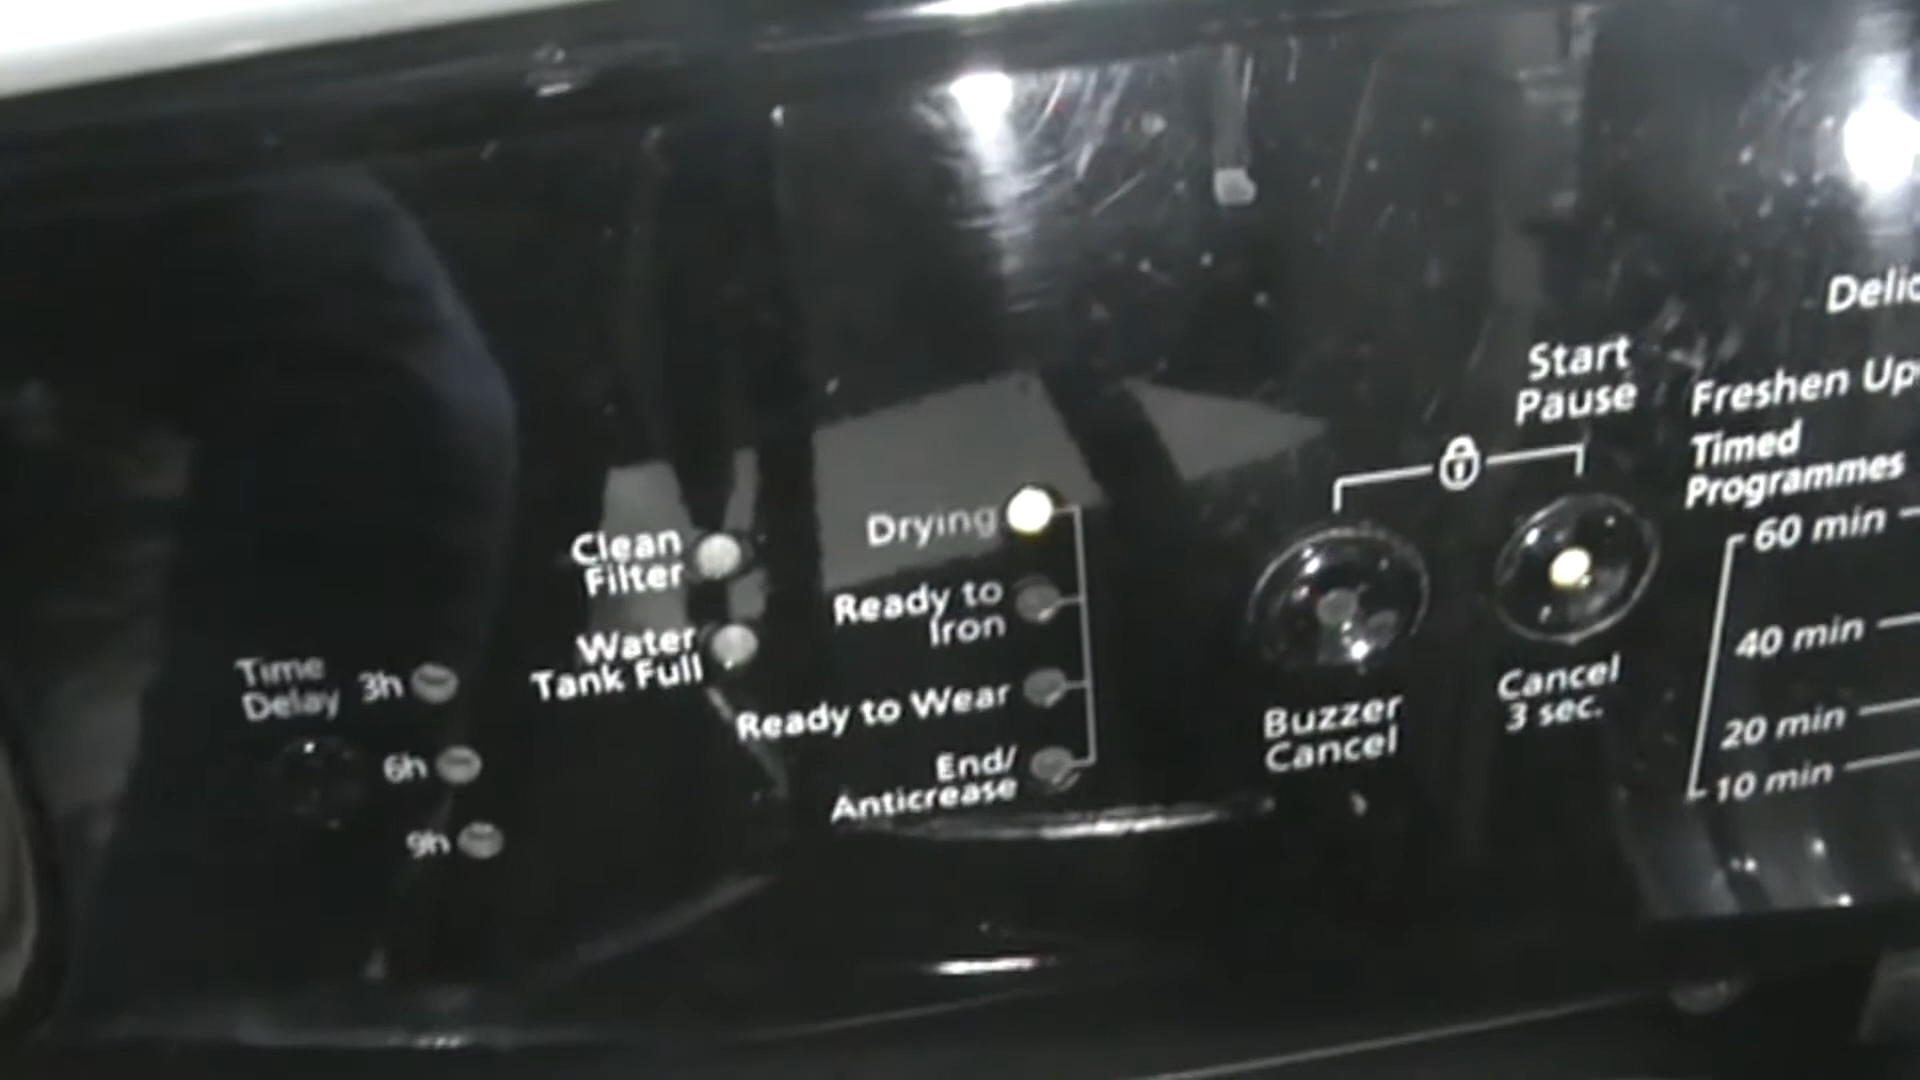 Time
Delay
3h
6h
9h
Clean
Filter
Water
Tank Full
Drying
Ready to
Iron
Ready to Wear
End/
Anticrease
Buzzer
Cancel
Start
Pause
Cancel
3 sec.
Freshen Up
Timed
Programmes
60 min
40 min
20 min
10 min